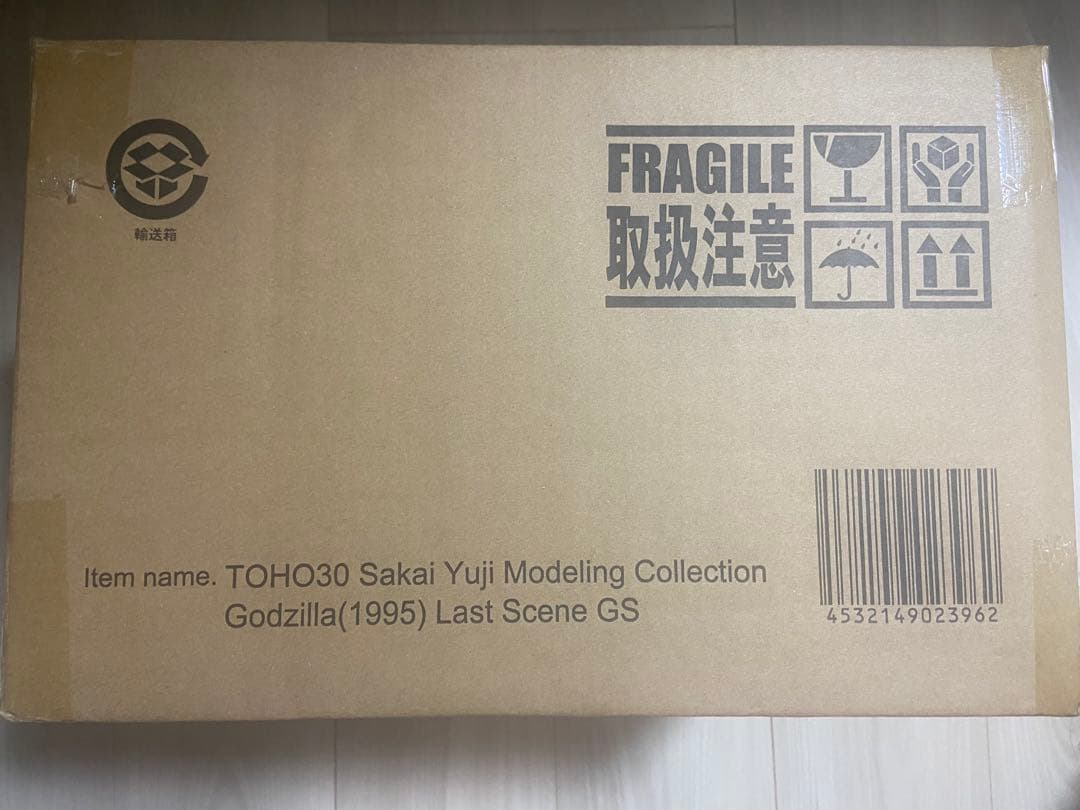 FRAGILE
取扱注意
輸送箱
Item name. TOHO30 Sakai Yuji Modeling Collection
Godzilla(1995) Last Scene GS
4532149023962